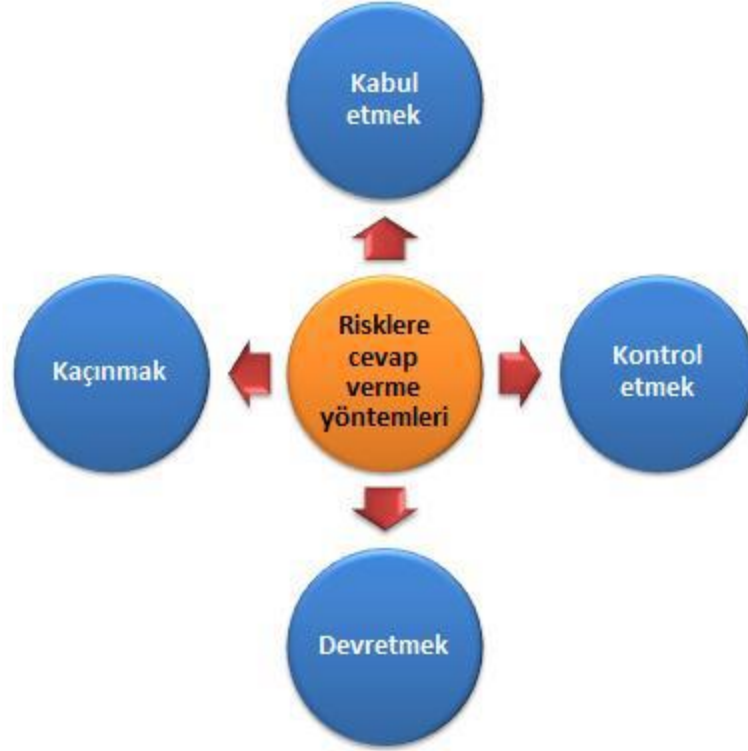 Kabul
etmek
Kaçınmak
Risklere
cevap
verme
yöntemleri
Kontrol
etmek
Devretmek